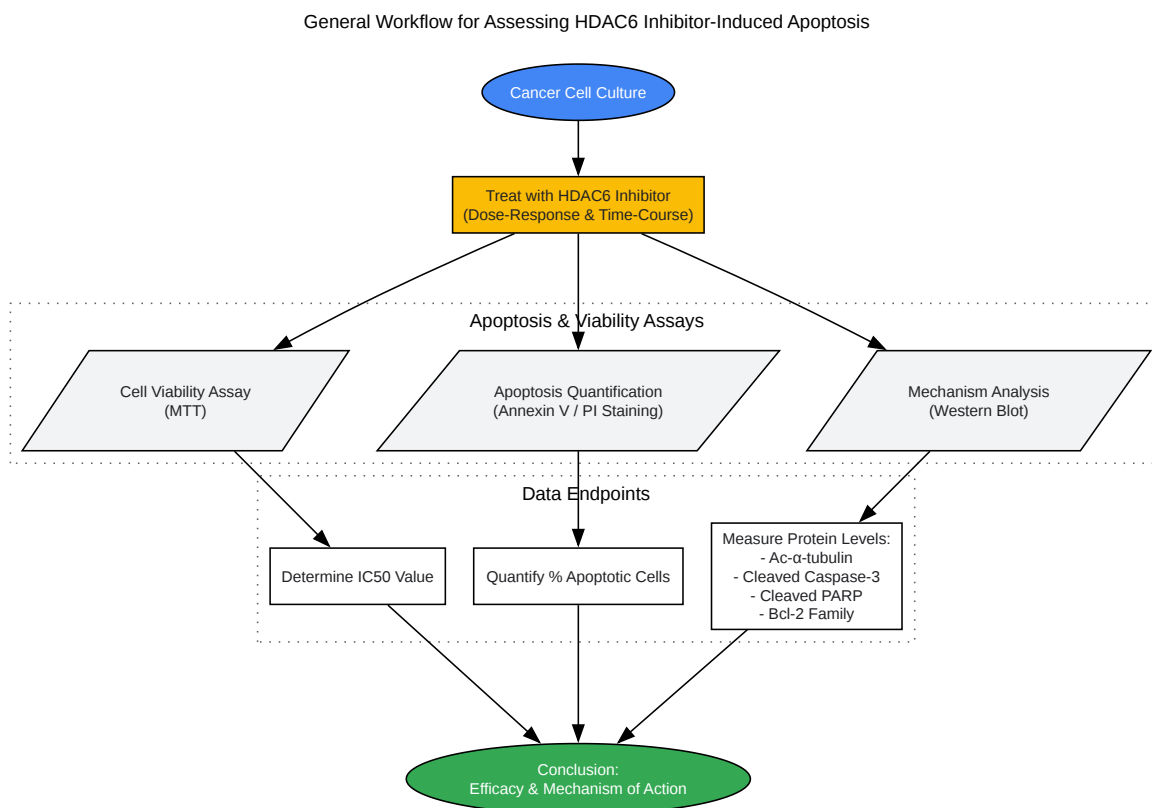 General Workflow for Assessing HDAC6 Inhibitor-Induced Apoptosis
Cancer Cell Culture
Treat with HDAC6 Inhibitor
(Dose-Response & Time-Course)
Apoptosis & Viability Assays
Cell Viability Assay
(MTT)
Apoptosis Quantification
(Annexin V / PI Staining)
Mechanism Analysis
(Western Blot)
Data Endpoints
Determine IC50 Value
Quantify % Apoptotic Cells
Measure Protein Levels:
- Ac-α-tubulin
- Cleaved Caspase-3
- Cleaved PARP
- Bcl-2 Family
Conclusion:
Efficacy & Mechanism of Action